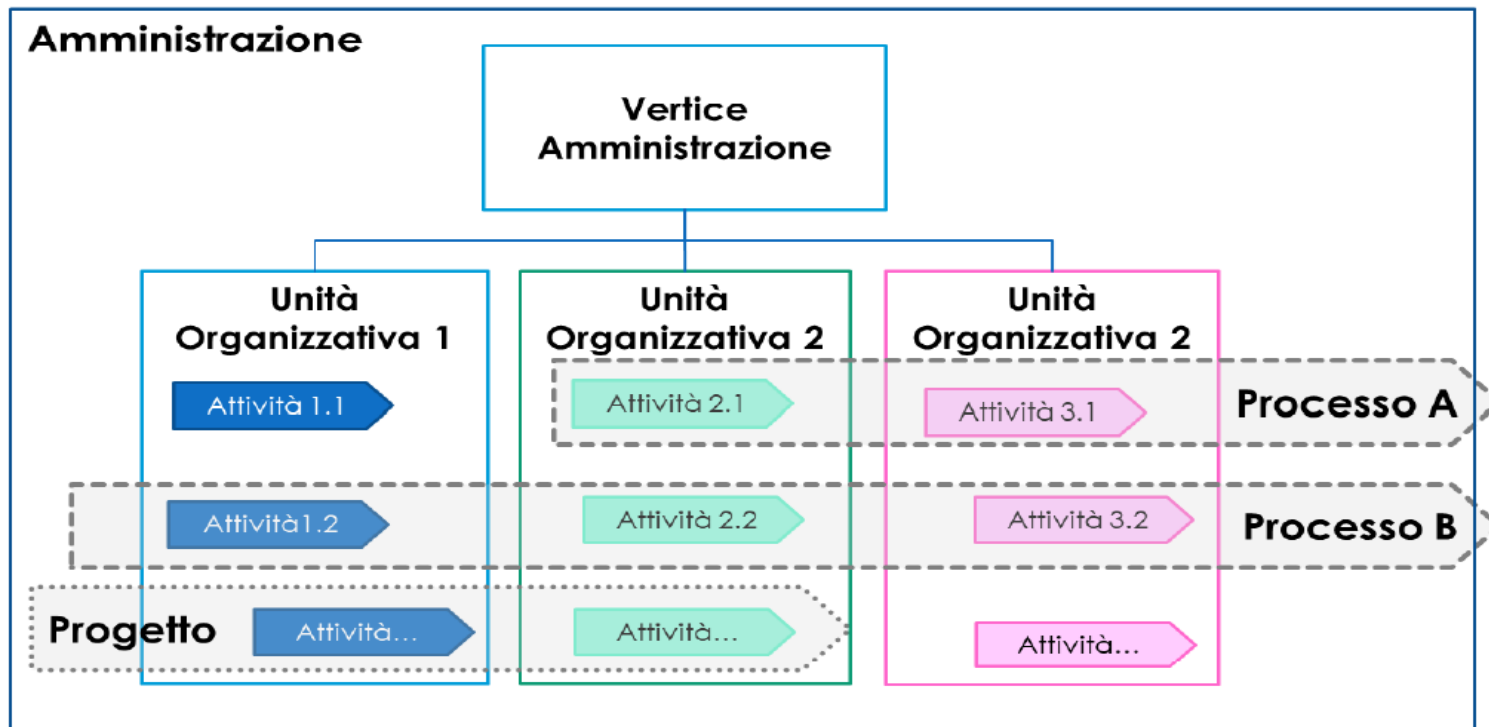 Amministrazione
Vertice
Amministrazione
Unità
Organizzativa 1
Unità
Organizzativa 2
Unità
Organizzativa 2
Attività 1.1
Attività 2.1
Attività 3.1
Processo A
Attività1.2
Attività 2.2
Attività 3.2
Processo B
Progetto
Attività...
Attività...
Attività...